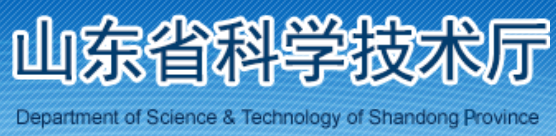 山东省科学技术厅
Department of Science & Technology of Shandong Province